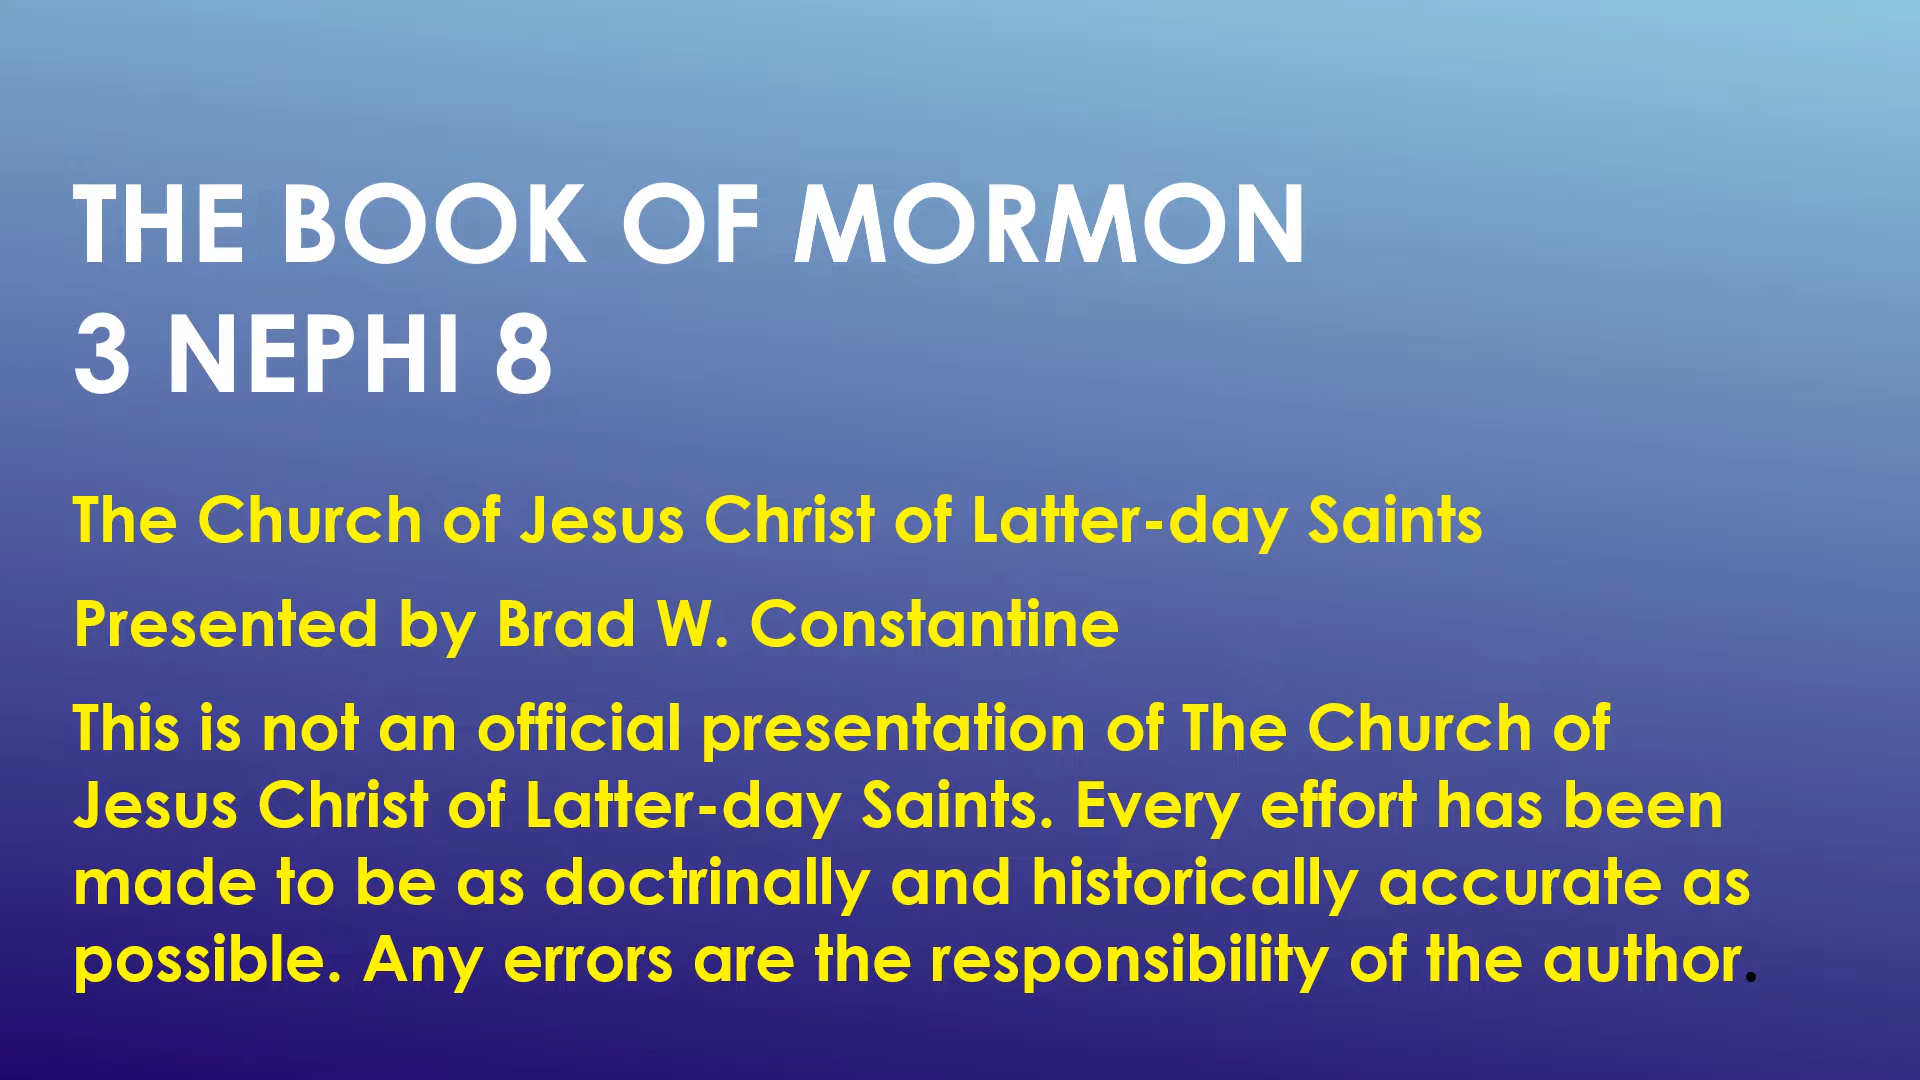 THE BOOK OF MORMON
3 NEPHI 8
The Church of Jesus Christ of Latter-day Saints
Presented by Brad W. Constantine
This is not an official presentation of The Church of
Jesus Christ of Latter-day Saints. Every effort has been
made to be as doctrinally and historically accurate as
possible. Any errors are the responsibility of the author.